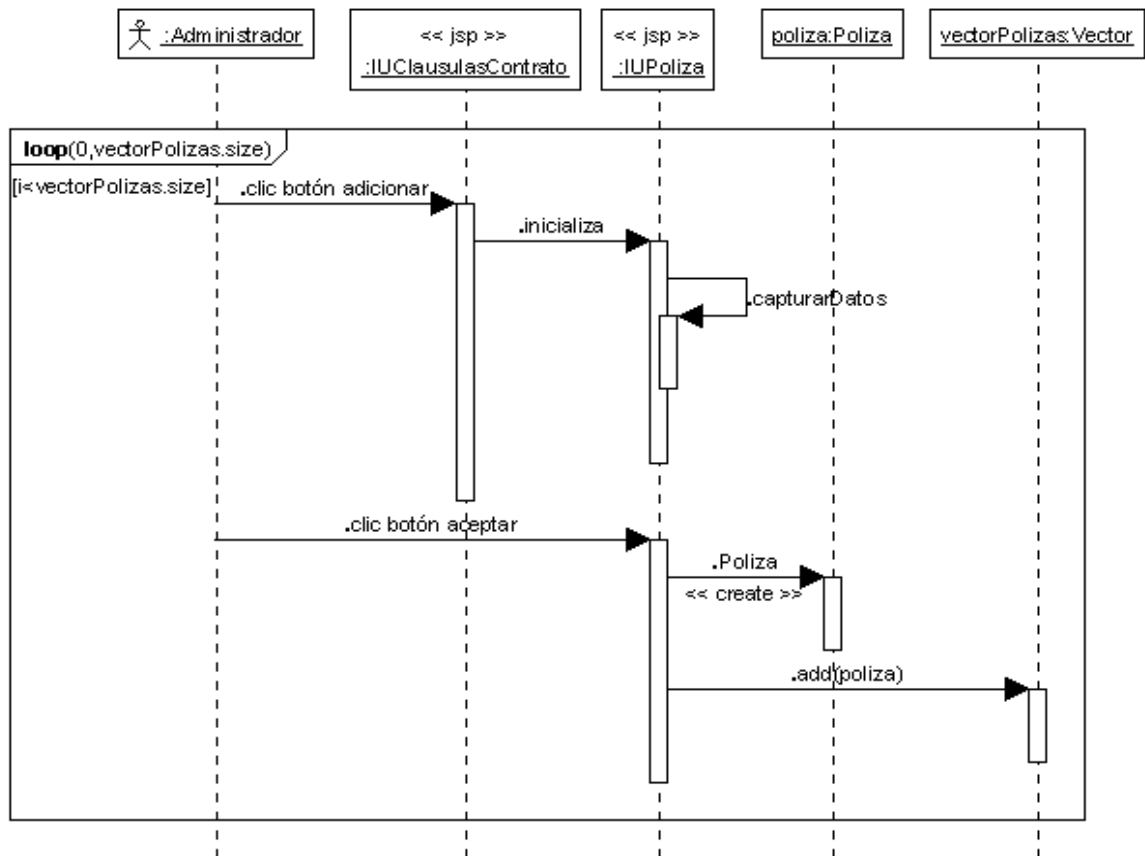 :Administrador
<< jsp >>
:IUClausulasContrato
<< jsp >>
:IUPoliza
poliza:Poliza
vectorPolizas:Vector
loop(0,vectorPolizas.size)
[i<vectorPolizas.size]
.clic botón adicionar
.inicializa
.capturarDatos
.clic botón aceptar
.Poliza
<< create >>
.add(poliza)